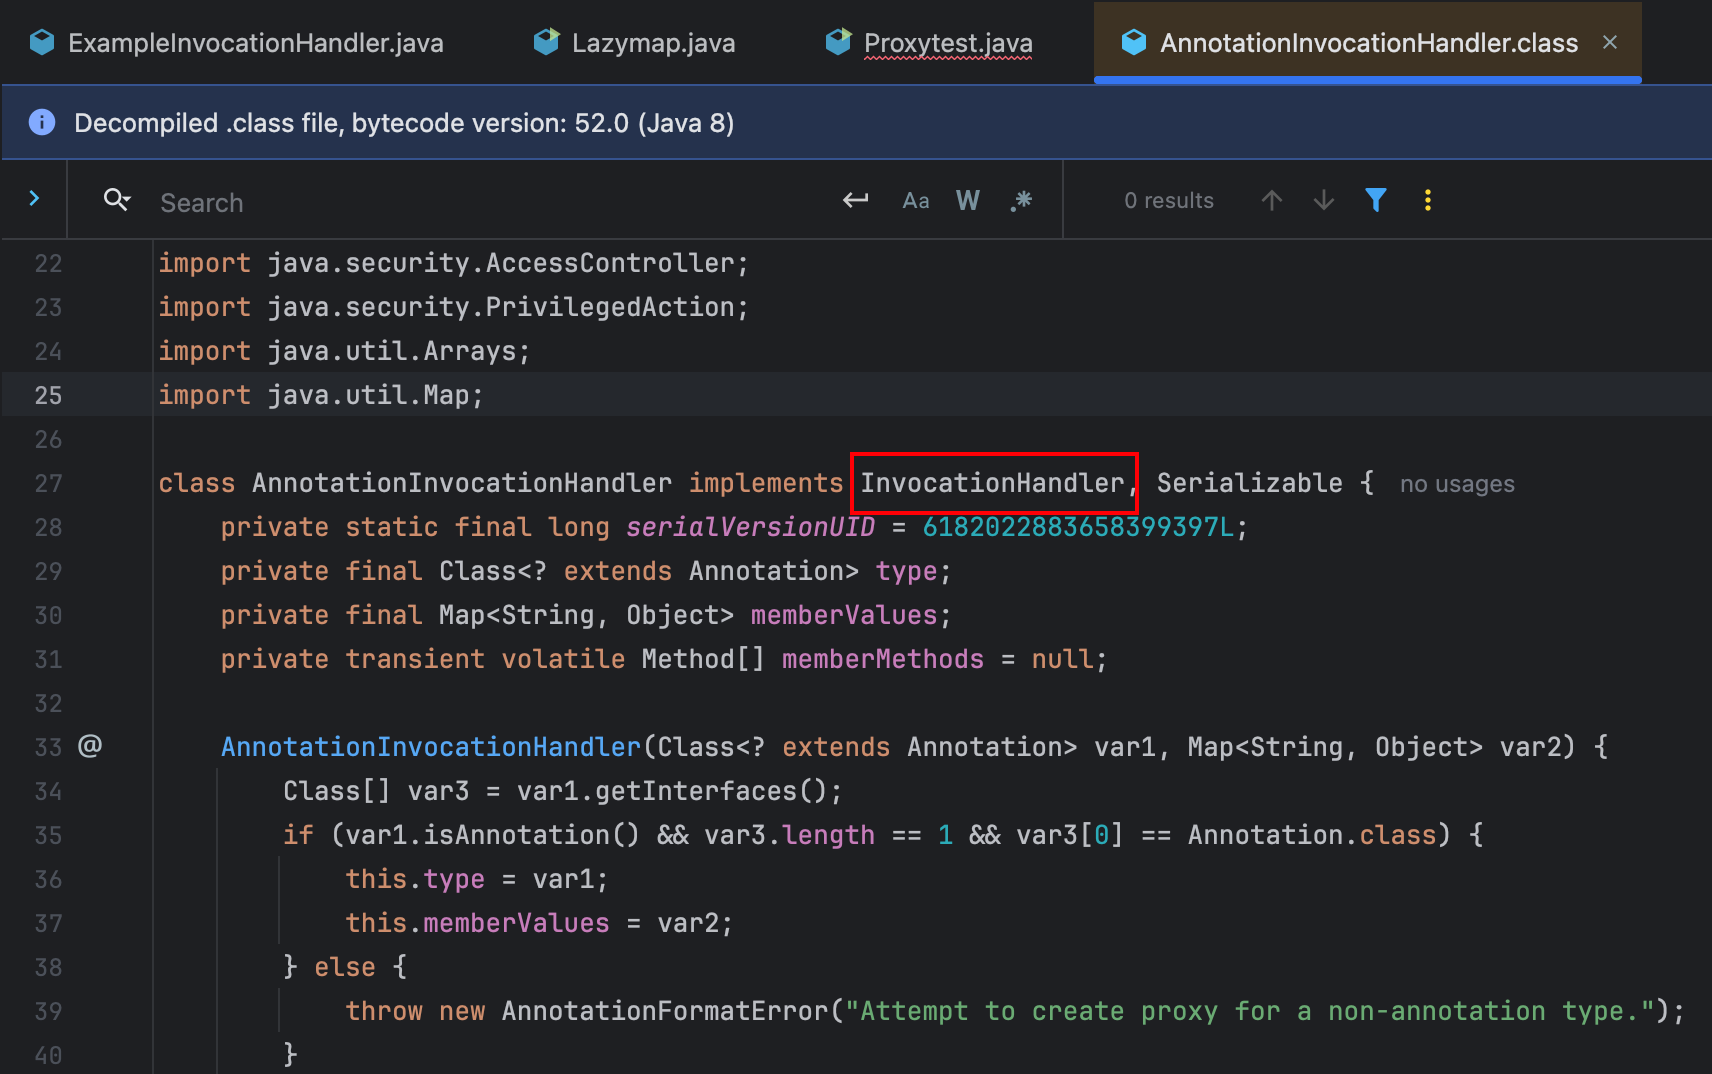 ExampleInvocationHandler.java Lazymap.java Proxytest.java AnnotationInvocationHandler.class ×
Decompiled .class file, bytecode version: 52.0 (Java 8)
Search Aa W .* 0 results
22 import java.security.AccessController;
23 import java.security.PrivilegedAction;
24 import java.util.Arrays;
25 import java.util.Map;
26
27 class AnnotationInvocationHandler implements InvocationHandler, Serializable { no usages
28 private static final long serialVersionUID = 6182022883658399397L;
29 private final Class<? extends Annotation> type;
30 private final Map<String, Object> memberValues;
31 private transient volatile Method[] memberMethods = null;
32
33 @ AnnotationInvocationHandler(Class<? extends Annotation> var1, Map<String, Object> var2) {
34 Class[] var3 = var1.getInterfaces();
35 if (var1.isAnnotation() && var3.length == 1 && var3[0] == Annotation.class) {
36 this.type = var1;
37 this.memberValues = var2;
38 } else {
39 throw new AnnotationFormatError("Attempt to create proxy for a non-annotation type.");
40 }